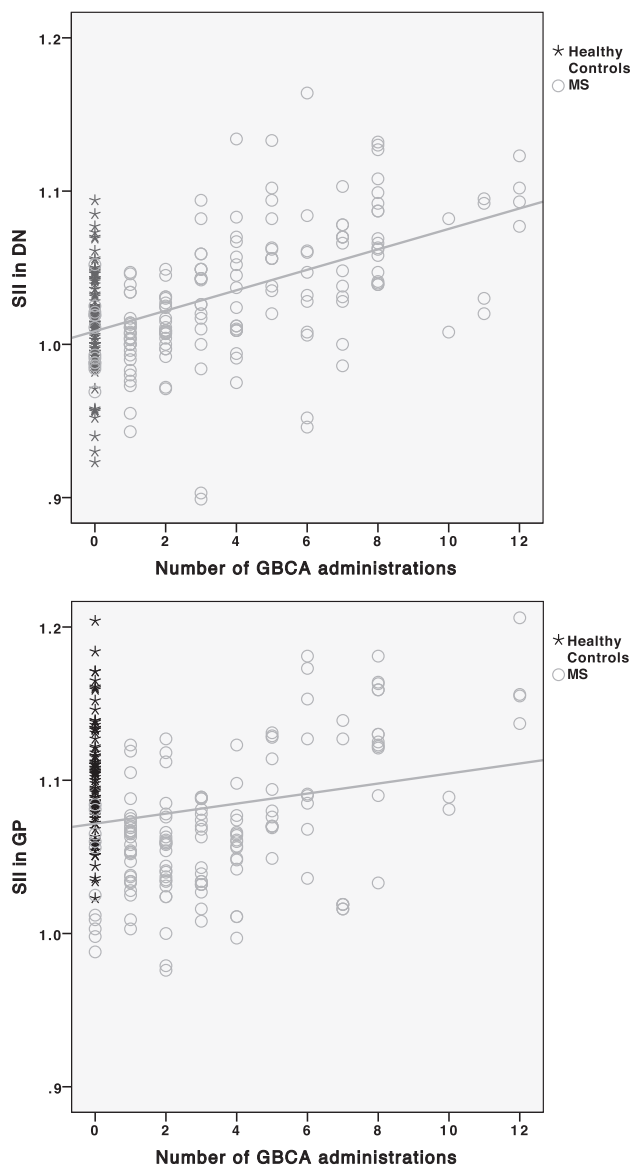 1.2
1.1
1.0
.9
SII in DN
0 2 4 6 8 10 12
Number of GBCA administrations
Healthy
Controls
MS
1.2
1.1
1.0
.9
SII in GP
0 2 4 6 8 10 12
Number of GBCA administrations
Healthy
Controls
MS